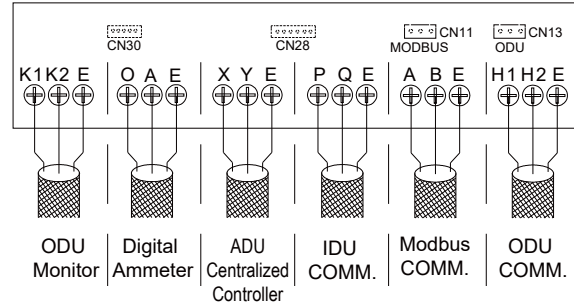 CN30
CN28
CN11
MODBUS
CN13
ODU
K1 K2 E
O A E
X Y E
P Q E
A B E
H1 H2 E
ODU
Monitor
Digital
Ammeter
ADU
Centralized
Controller
IDU
COMM.
Modbus
COMM.
ODU
COMM.